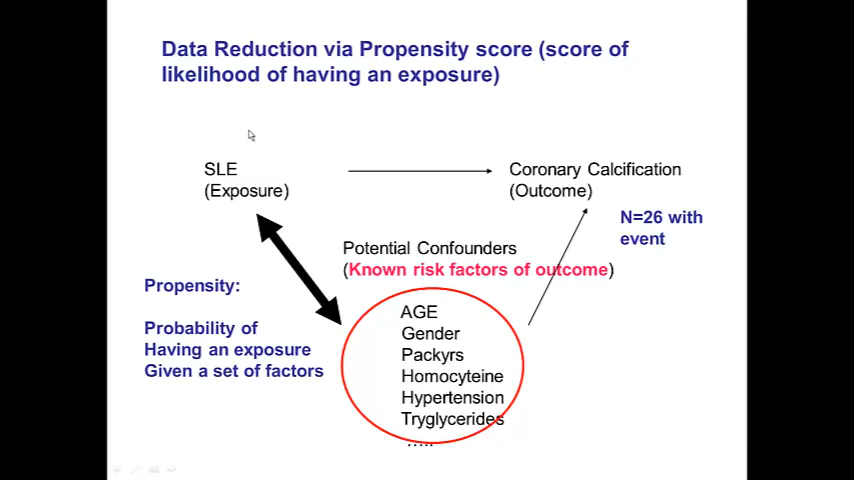 Data Reduction via Propensity score (score of
likelihood of having an exposure)
SLE
(Exposure)
Coronary Calcification
(Outcome)
N=26 with
event
Potential Confounders
(Known risk factors of outcome)
Propensity:
Probability of
Having an exposure
Given a set of factors
AGE
Gender
Packyrs
Homocyteine
Hypertension
Tryglycerides
.....